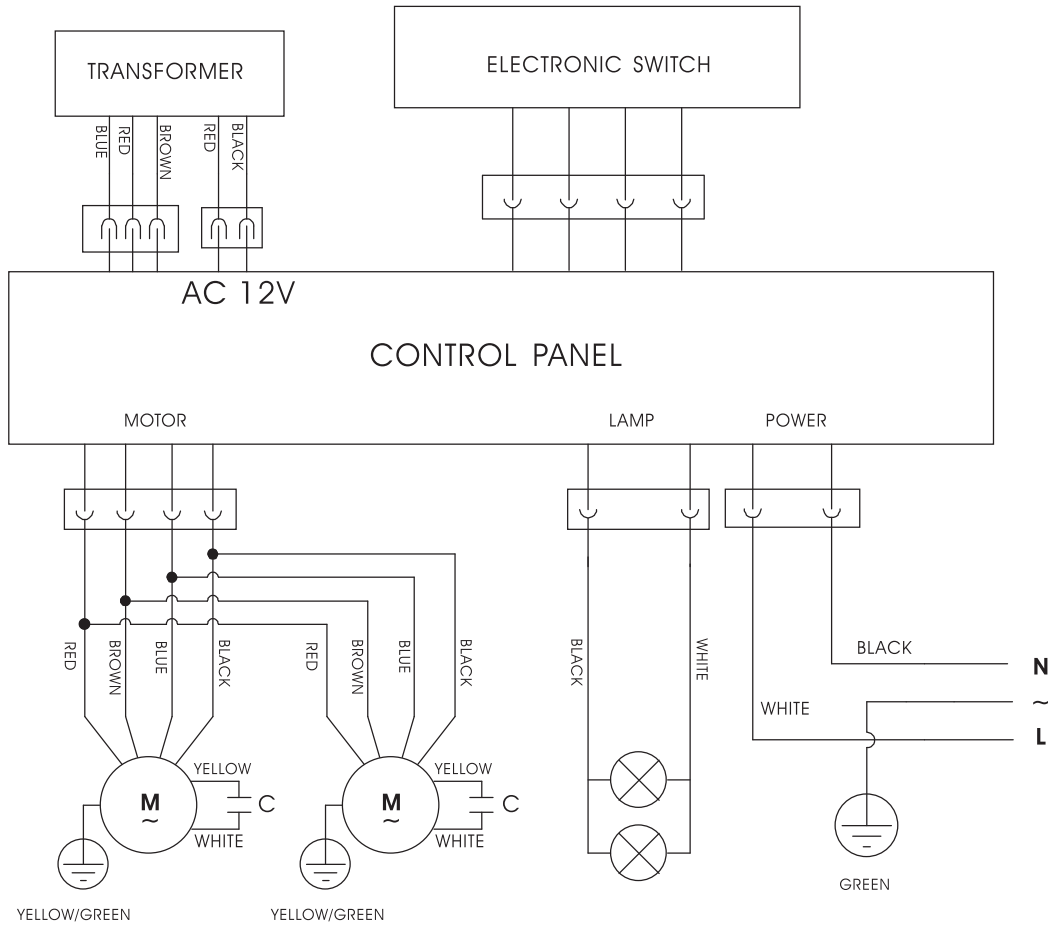 TRANSFORMER
ELECTRONIC SWITCH
BLUE
RED
BROWN
RED
BLACK
AC 12V
CONTROL PANEL
MOTOR
LAMP
POWER
RED
BROWN
BLUE
BLACK
RED
BROWN
BLUE
BLACK
BLACK
WHITE
BLACK
N
~
WHITE
L
M
~
YELLOW
C
WHITE
M
~
YELLOW
C
WHITE
GREEN
YELLOW/GREEN
YELLOW/GREEN